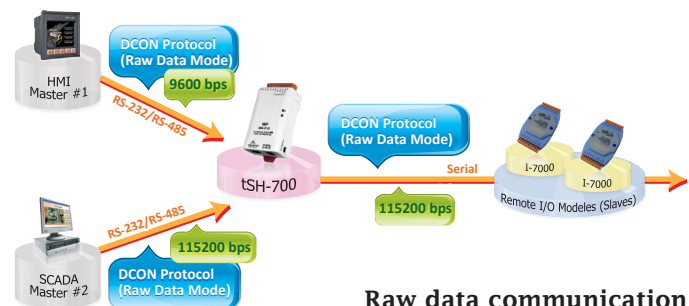 DCON Protocol
(Raw Data Mode)
9600 bps
HMI
Master #1
RS-232/RS-485
DCON Protocol
(Raw Data Mode)
tSH-700
Serial
115200 bps
I-7000
I-7000
Remote I/O Modeles (Slaves)
RS-232/RS-485
115200 bps
SCADA
Master #2
DCON Protocol
(Raw Data Mode)
Raw data communication